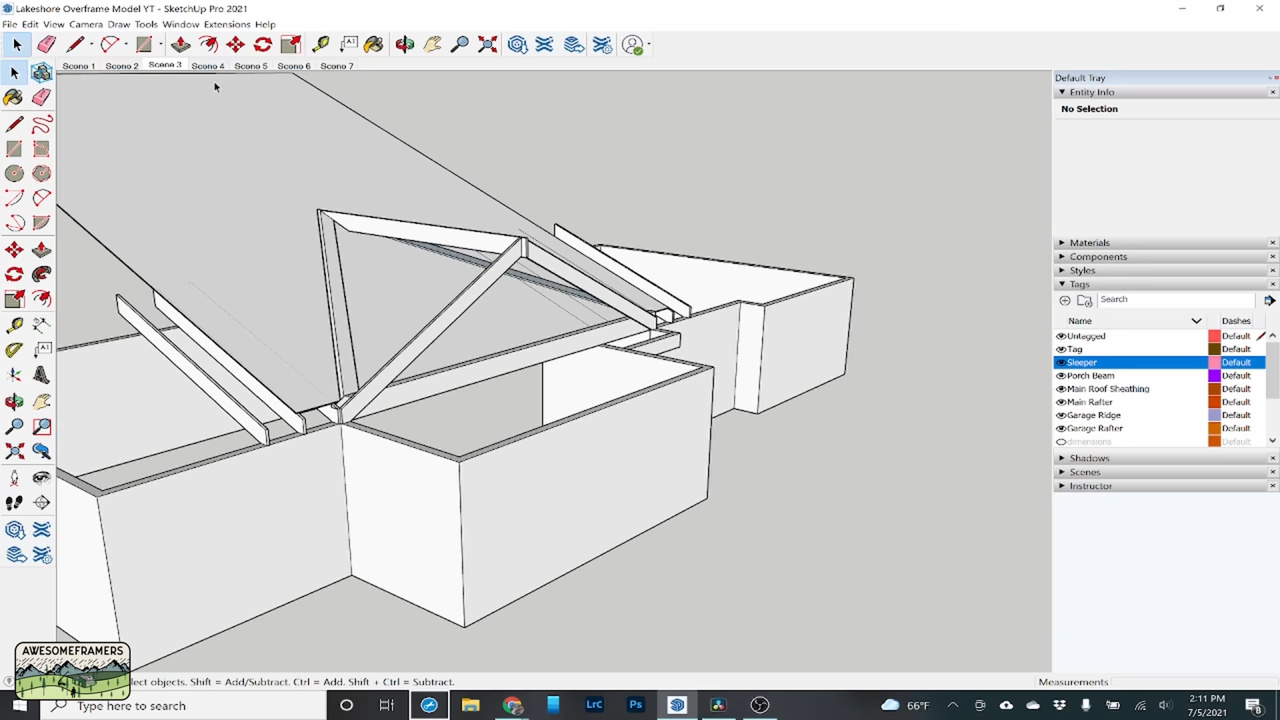 Lakeshore Overframe Model YT - SketchUp Pro 2021
File Edit View Camera Draw Tools Window Extensions Help
Scene 1 Scene 2 Scene 3 Scene 4 Scene 5 Scene 6 Scene 7
Default Tray
Entity Info
No Selection
Materials
Components
Styles
Tags
Search
Name Dashes
Untagged Default
Tag Default
Sleeper Default
Porch Beam Default
Main Roof Sheathing Default
Main Rafter Default
Garage Ridge Default
Garage Rafter Default
dimensions Default
Shadows
Scenes
Instructor
AWESOMEFRAMERS
lect objects. Shift = Add/Subtract. Ctrl = Add. Shift + Ctrl = Subtract.
Measurements
Type here to search
LrC
Ps
66°F
2:11 PM
7/5/2021